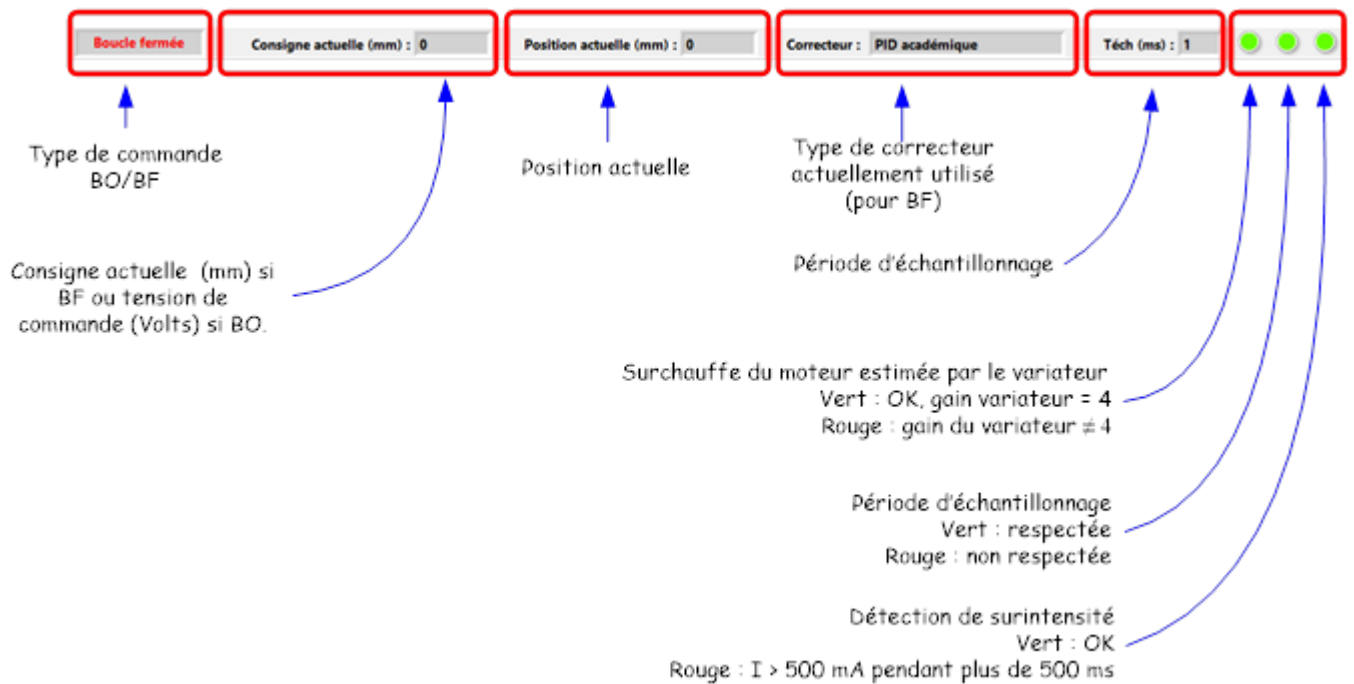 Boucle fermée Consigne actuelle (mm) : 0 Position actuelle (mm) : 0 Correcteur : PID académique Téch (ms) : 1
Type de commande
BO/BF
Position actuelle
Type de correcteur
actuellement utilisé
(pour BF)
Consigne actuelle (mm) si
BF ou tension de
commande (Volts) si BO.
Période d'échantillonnage
Surchauffe du moteur estimée par le variateur
Vert : OK, gain variateur = 4
Rouge : gain du variateur ≠ 4
Période d'échantillonnage
Vert : respectée
Rouge : non respectée
Détection de surintensité
Vert : OK
Rouge : I > 500 mA pendant plus de 500 ms